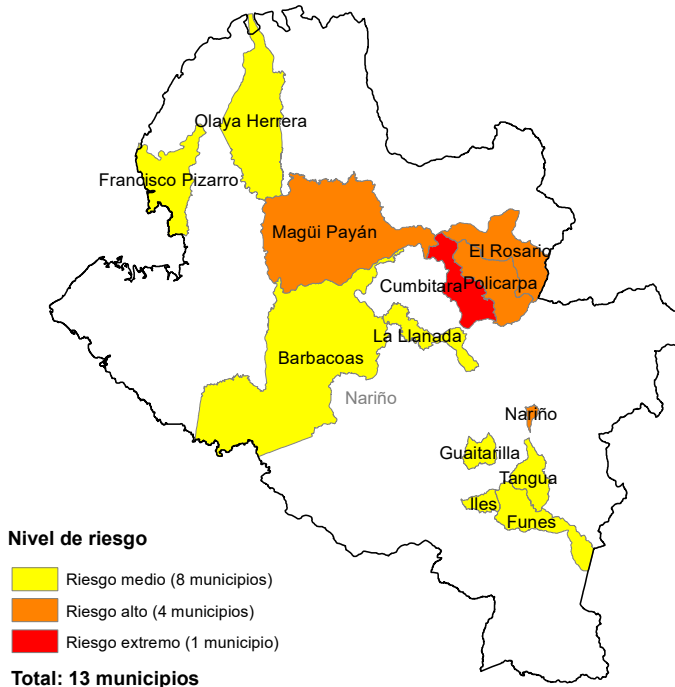 Olaya Herrera
Francisco Pizarro
Magüi Payán
El Rosario
Cumbitara
Policarpa
La Llanada
Barbacoas
Nariño
Nariño
Guaitarilla
Tangua
Iles
Funes
Nivel de riesgo
Riesgo medio (8 municipios)
Riesgo alto (4 municipios)
Riesgo extremo (1 municipio)
Total: 13 municipios